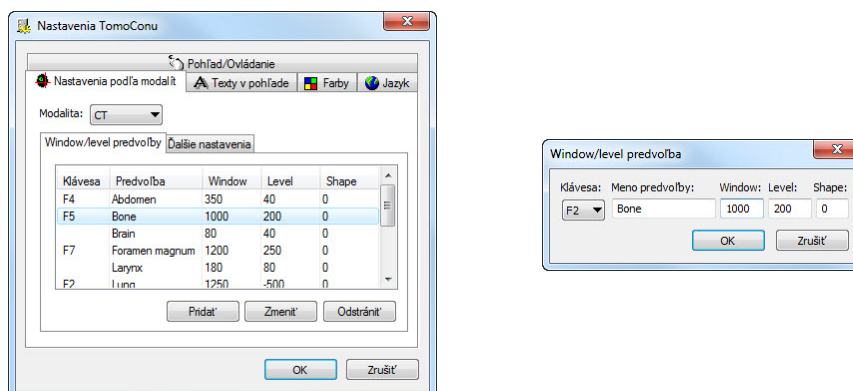 Nastavenia TomoConu
Pohľad/Ovládanie
Nastavenia podľa modalít Texty v pohľade Farby Jazyk
Modalita: CT
Window/level predvoľby Ďalšie nastavenia
Klávesa Predvoľba Window Level Shape
F4 Abdomen 350 40 0
F5 Bone 1000 200 0
Brain 80 40 0
F7 Foramen magnum 1200 250 0
Larynx 180 80 0
F2 Lung 1250 -500 0
Pridať Zmeniť Odstrániť
OK Zrušiť
Window/level predvoľba
Klávesa: Meno predvoľby: Window: Level: Shape:
F2 Bone 1000 200 0
OK Zrušiť